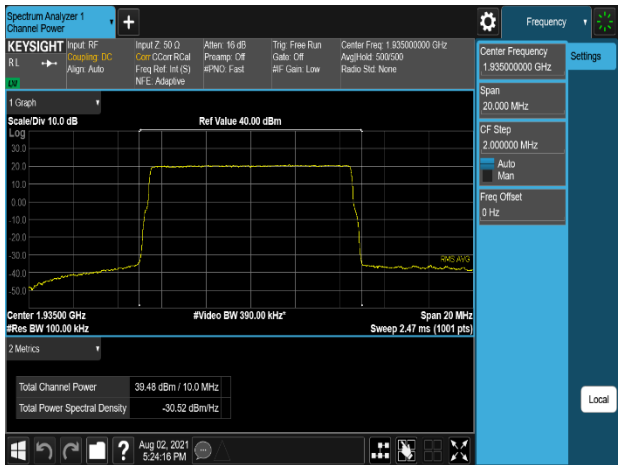 Spectrum Analyzer 1
Channel Power
Frequency
KEYSIGHT
R L
LXI
Input: RF
Coupling: DC
Align: Auto
Input Z: 50 Ω
Corr CCorr RCal
Freq Ref: Int (S)
NFE: Adaptive
Atten: 16 dB
Preamp: Off
#PNO: Fast
Trig: Free Run
Gate: Off
#IF Gain: Low
Center Freq: 1.935000000 GHz
Avg|Hold: 500/500
Radio Std: None
1 Graph
Scale/Div 10.0 dB
Ref Value 40.00 dBm
Log
30.0
20.0
10.0
0.00
-10.0
-20.0
-30.0
-40.0
-50.0
RMS AVG
Center 1.93500 GHz
#Video BW 390.00 kHz*
Span 20 MHz
#Res BW 100.00 kHz
Sweep 2.47 ms (1001 pts)
2 Metrics
Total Channel Power 39.48 dBm / 10.0 MHz
Total Power Spectral Density -30.52 dBm/Hz
Center Frequency
1.935000000 GHz
Span
20.000 MHz
CF Step
2.000000 MHz
Auto
Man
Freq Offset
0 Hz
Settings
Local
?
Aug 02, 2021
5:24:16 PM